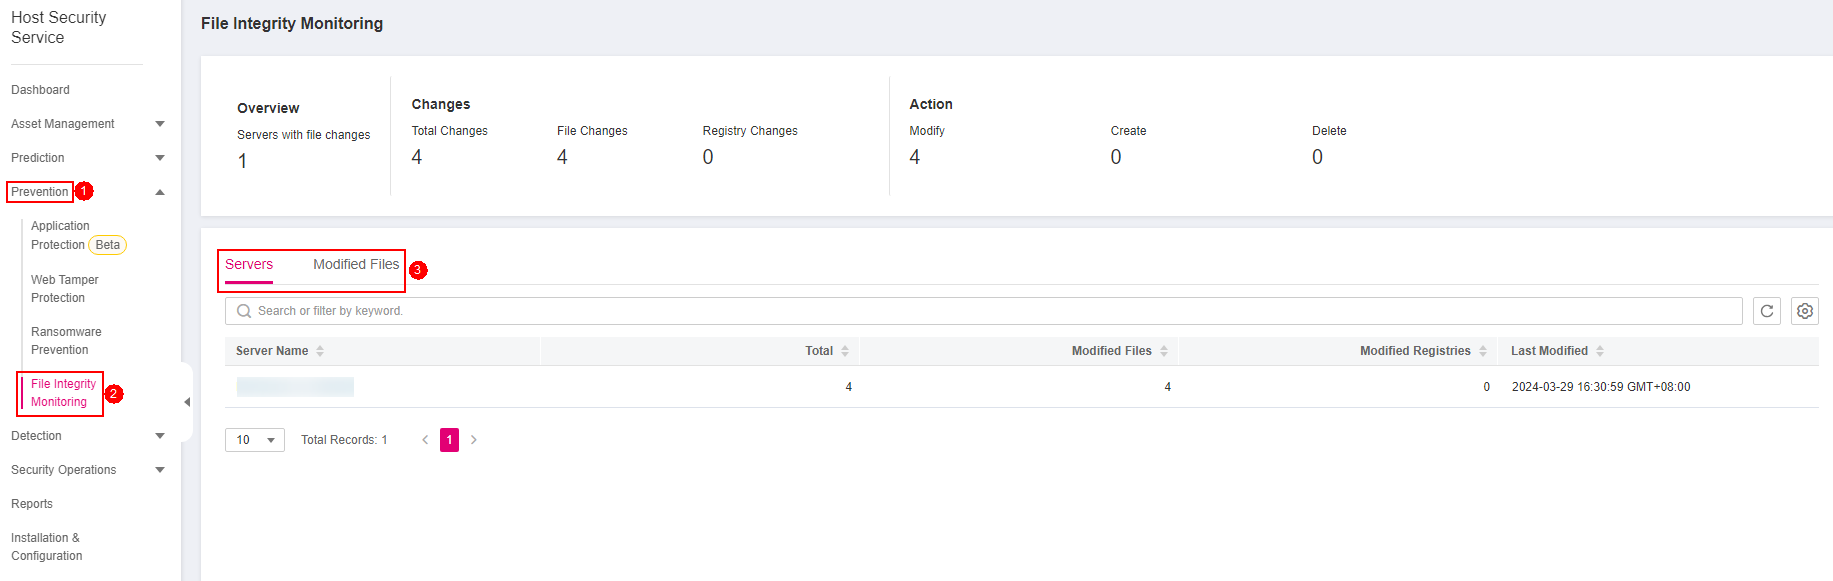 Host Security
Service
Dashboard
Asset Management
Prediction
Prevention 1
Application
Protection Beta
Web Tamper
Protection
Ransomware
Prevention
File Integrity
Monitoring 2
Detection
Security Operations
Reports
Installation &
Configuration
File Integrity Monitoring
Overview
Servers with file changes
1
Changes
Total Changes File Changes Registry Changes
4 4 0
Action
Modify Create Delete
4 0 0
Servers Modified Files 3
Search or filter by keyword.
Server Name Total Modified Files Modified Registries Last Modified
4 4 0 2024-03-29 16:30:59 GMT+08:00
10 Total Records: 1 < 1 >